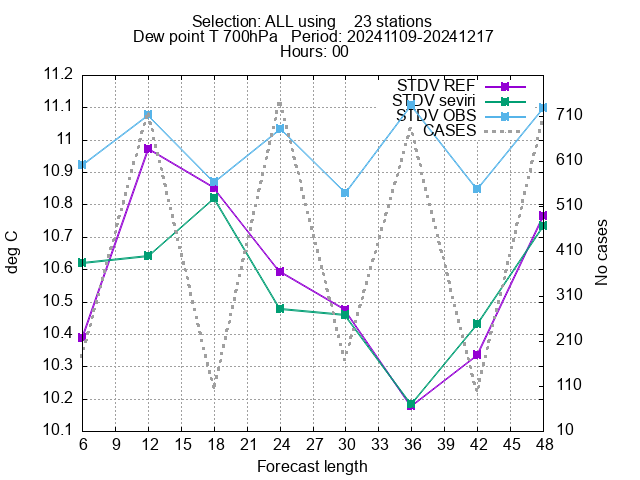 Selection: ALL using 23 stations
Dew point T 700hPa Period: 20241109-20241217
Hours: 00
STDV REF
STDV seviri
STDV OBS
CASES
11.2
11.1
11
10.9
10.8
10.7
10.6
10.5
10.4
10.3
10.2
10.1
deg C
710
610
510
410
310
210
110
10
No cases
6 9 12 15 18 21 24 27 30 33 36 39 42 45 48
Forecast length